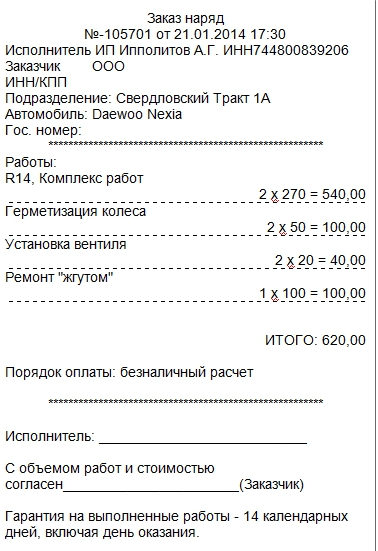 Заказ наряд
№-105701 от 21.01.2014 17:30
Исполнитель ИП Ипполитов А.Г. ИНН744800839206
Заказчик ООО
ИНН/КПП
Подразделение: Свердловский Тракт 1А
Автомобиль: Daewoo Nexia
Гос. номер:
*******************************************************
Работы:
R14, Комплекс работ
2 х 270 = 540,00
Герметизация колеса
2 х 50 = 100,00
Установка вентиля
2 х 20 = 40,00
Ремонт "жгутом"
1 х 100 = 100,00
ИТОГО: 620,00
Порядок оплаты: безналичный расчет
*******************************************************
Исполнитель: ___________________________
С объемом работ и стоимостью
согласен_______________________(Заказчик)
Гарантия на выполненные работы - 14 календарных
дней, включая день оказания.